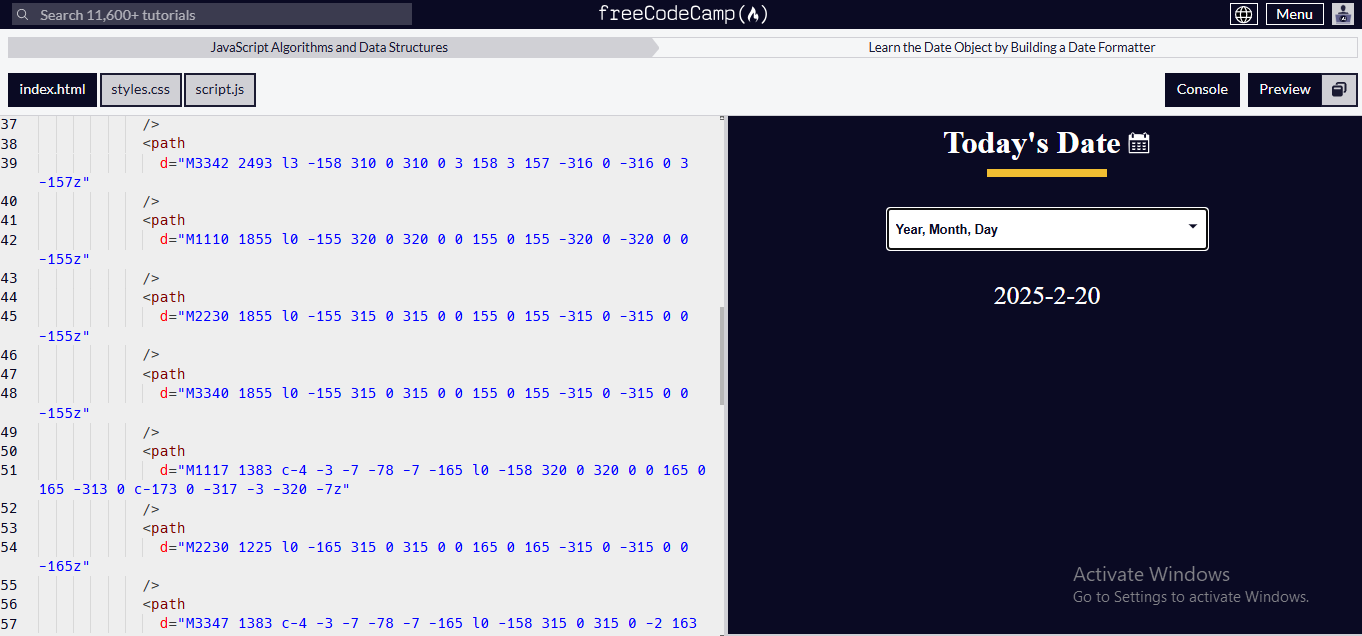 Search 11,600+ tutorials
freeCodeCamp(🔥)
Menu
JavaScript Algorithms and Data Structures
Learn the Date Object by Building a Date Formatter
index.html
styles.css
script.js
Console
Preview
37 />
38 <path
39 d="M3342 2493 l3 -158 310 0 310 0 3 158 3 157 -316 0 -316 0 3
-157z"
40 />
41 <path
42 d="M1110 1855 l0 -155 320 0 320 0 0 155 0 155 -320 0 -320 0 0
-155z"
43 />
44 <path
45 d="M2230 1855 l0 -155 315 0 315 0 0 155 0 155 -315 0 -315 0 0
-155z"
46 />
47 <path
48 d="M3340 1855 l0 -155 315 0 315 0 0 155 0 155 -315 0 -315 0 0
-155z"
49 />
50 <path
51 d="M1117 1383 c-4 -3 -7 -78 -7 -165 l0 -158 320 0 320 0 0 165 0
165 -313 0 c-173 0 -317 -3 -320 -7z"
52 />
53 <path
54 d="M2230 1225 l0 -165 315 0 315 0 0 165 0 165 -315 0 -315 0 0
-165z"
55 />
56 <path
57 d="M3347 1383 c-4 -3 -7 -78 -7 -165 l0 -158 315 0 315 0 -2 163
Today's Date
Year, Month, Day
2025-2-20
Activate Windows
Go to Settings to activate Windows.